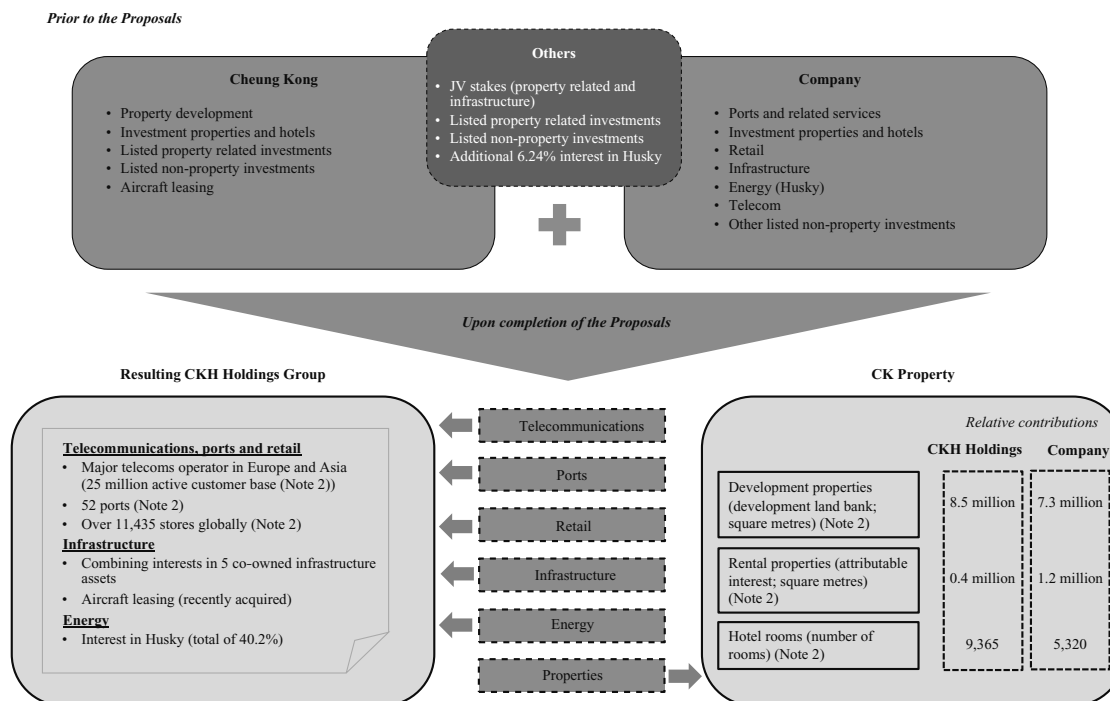 Prior to the Proposals
Cheung Kong
• Property development
• Investment properties and hotels
• Listed property related investments
• Listed non-property investments
• Aircraft leasing
Others
• JV stakes (property related and
infrastructure)
• Listed property related investments
• Listed non-property investments
• Additional 6.24% interest in Husky
Company
• Ports and related services
• Investment properties and hotels
• Retail
• Infrastructure
• Energy (Husky)
• Telecom
• Other listed non-property investments
Upon completion of the Proposals
Resulting CKH Holdings Group
Telecommunications, ports and retail
• Major telecoms operator in Europe and Asia
(25 million active customer base (Note 2))
• 52 ports (Note 2)
• Over 11,435 stores globally (Note 2)
Infrastructure
• Combining interests in 5 co-owned infrastructure
assets
• Aircraft leasing (recently acquired)
Energy
• Interest in Husky (total of 40.2%)
Telecommunications
Ports
Retail
Infrastructure
Energy
Properties
CK Property
Relative contributions
CKH Holdings Company
Development properties
(development land bank;
square metres) (Note 2)
8.5 million 7.3 million
Rental properties (attributable
interest; square metres)
(Note 2)
0.4 million 1.2 million
Hotel rooms (number of
rooms) (Note 2)
9,365 5,320